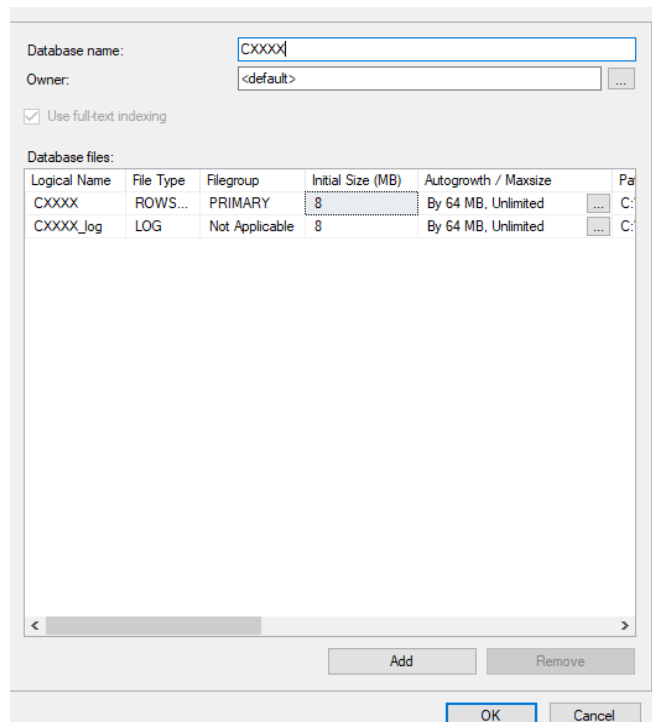 Database name: CXXXX
Owner: <default> ...
Use full-text indexing
Database files:
Logical Name File Type Filegroup Initial Size (MB) Autogrowth / Maxsize
CXXXX ROWS... PRIMARY 8 By 64 MB, Unlimited ... C:
CXXXX_log LOG Not Applicable 8 By 64 MB, Unlimited ... C:
Add Remove
OK Cancel